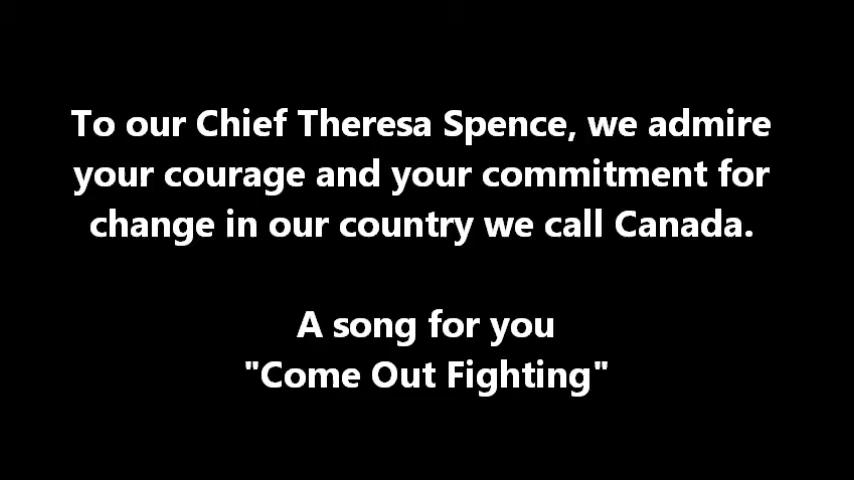 To our Chief Theresa Spence, we admire
your courage and your commitment for
change in our country we call Canada.
A song for you
"Come Out Fighting"